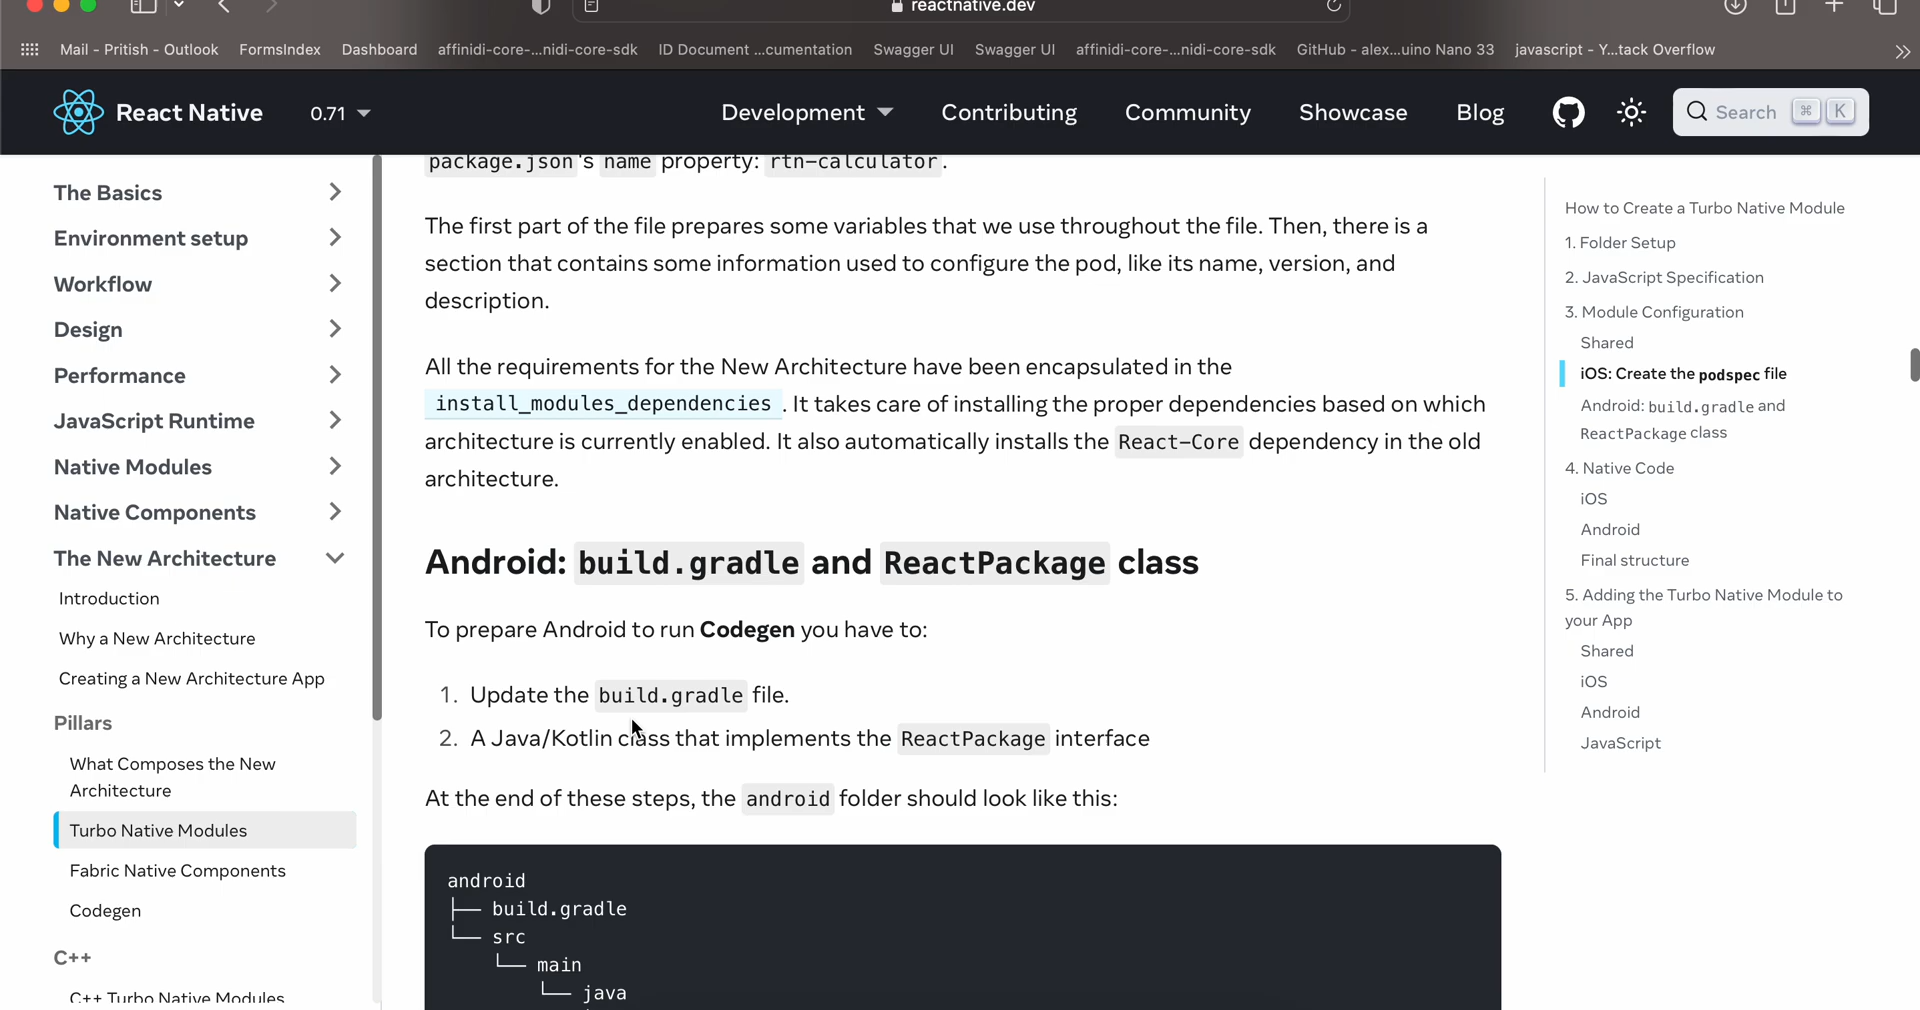 reactnative.dev
Mail - Pritish - Outlook FormsIndex Dashboard affinidi-core-...nidi-core-sdk ID Document ...cumentation Swagger UI Swagger UI affinidi-core-...nidi-core-sdk GitHub - alex...uino Nano 33 javascript - Y...tack Overflow
React Native 0.71 Development Contributing Community Showcase Blog Search ⌘ K
The Basics
Environment setup
Workflow
Design
Performance
JavaScript Runtime
Native Modules
Native Components
The New Architecture
Introduction
Why a New Architecture
Creating a New Architecture App
Pillars
What Composes the New
Architecture
Turbo Native Modules
Fabric Native Components
Codegen
C++
C++ Turbo Native Modules
package.json's name property: rtn-calculator.
The first part of the file prepares some variables that we use throughout the file. Then, there is a
section that contains some information used to configure the pod, like its name, version, and
description.
All the requirements for the New Architecture have been encapsulated in the
install_modules_dependencies. It takes care of installing the proper dependencies based on which
architecture is currently enabled. It also automatically installs the React-Core dependency in the old
architecture.
Android: build.gradle and ReactPackage class
To prepare Android to run Codegen you have to:
1. Update the build.gradle file.
2. A Java/Kotlin class that implements the ReactPackage interface
At the end of these steps, the android folder should look like this:
android
├── build.gradle
└── src
└── main
└── java
How to Create a Turbo Native Module
1. Folder Setup
2. JavaScript Specification
3. Module Configuration
Shared
iOS: Create the podspec file
Android: build.gradle and
ReactPackage class
4. Native Code
iOS
Android
Final structure
5. Adding the Turbo Native Module to
your App
Shared
iOS
Android
JavaScript